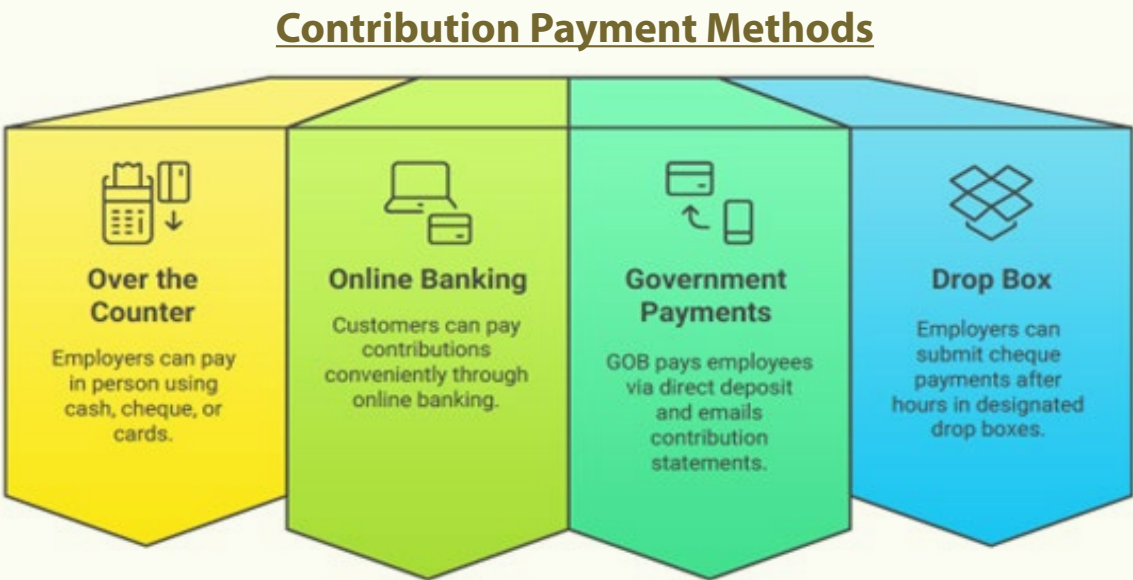 Contribution Payment Methods
Over the
Counter
Employers can pay
in person using
cash, cheque, or
cards.
Online Banking
Customers can pay
contributions
conveniently through
online banking.
Government
Payments
GOB pays employees
via direct deposit
and emails
contribution
statements.
Drop Box
Employers can
submit cheque
payments after
hours in designated
drop boxes.